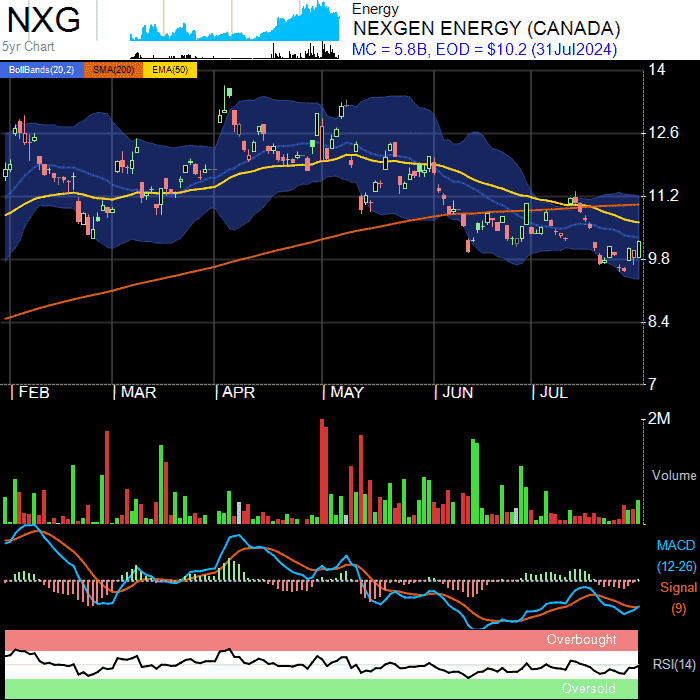 NXG
5yr Chart
Energy
NEXGEN ENERGY (CANADA)
MC = 5.8B, EOD = $10.2 (31Jul2024)
BollBands(20,2) SMA(200) EMA(50)
14
12.6
11.2
9.8
8.4
7
FEB MAR APR MAY JUN JUL
2M
Volume
MACD
(12-26)
Signal
(9)
Overbought
RSI(14)
Oversold